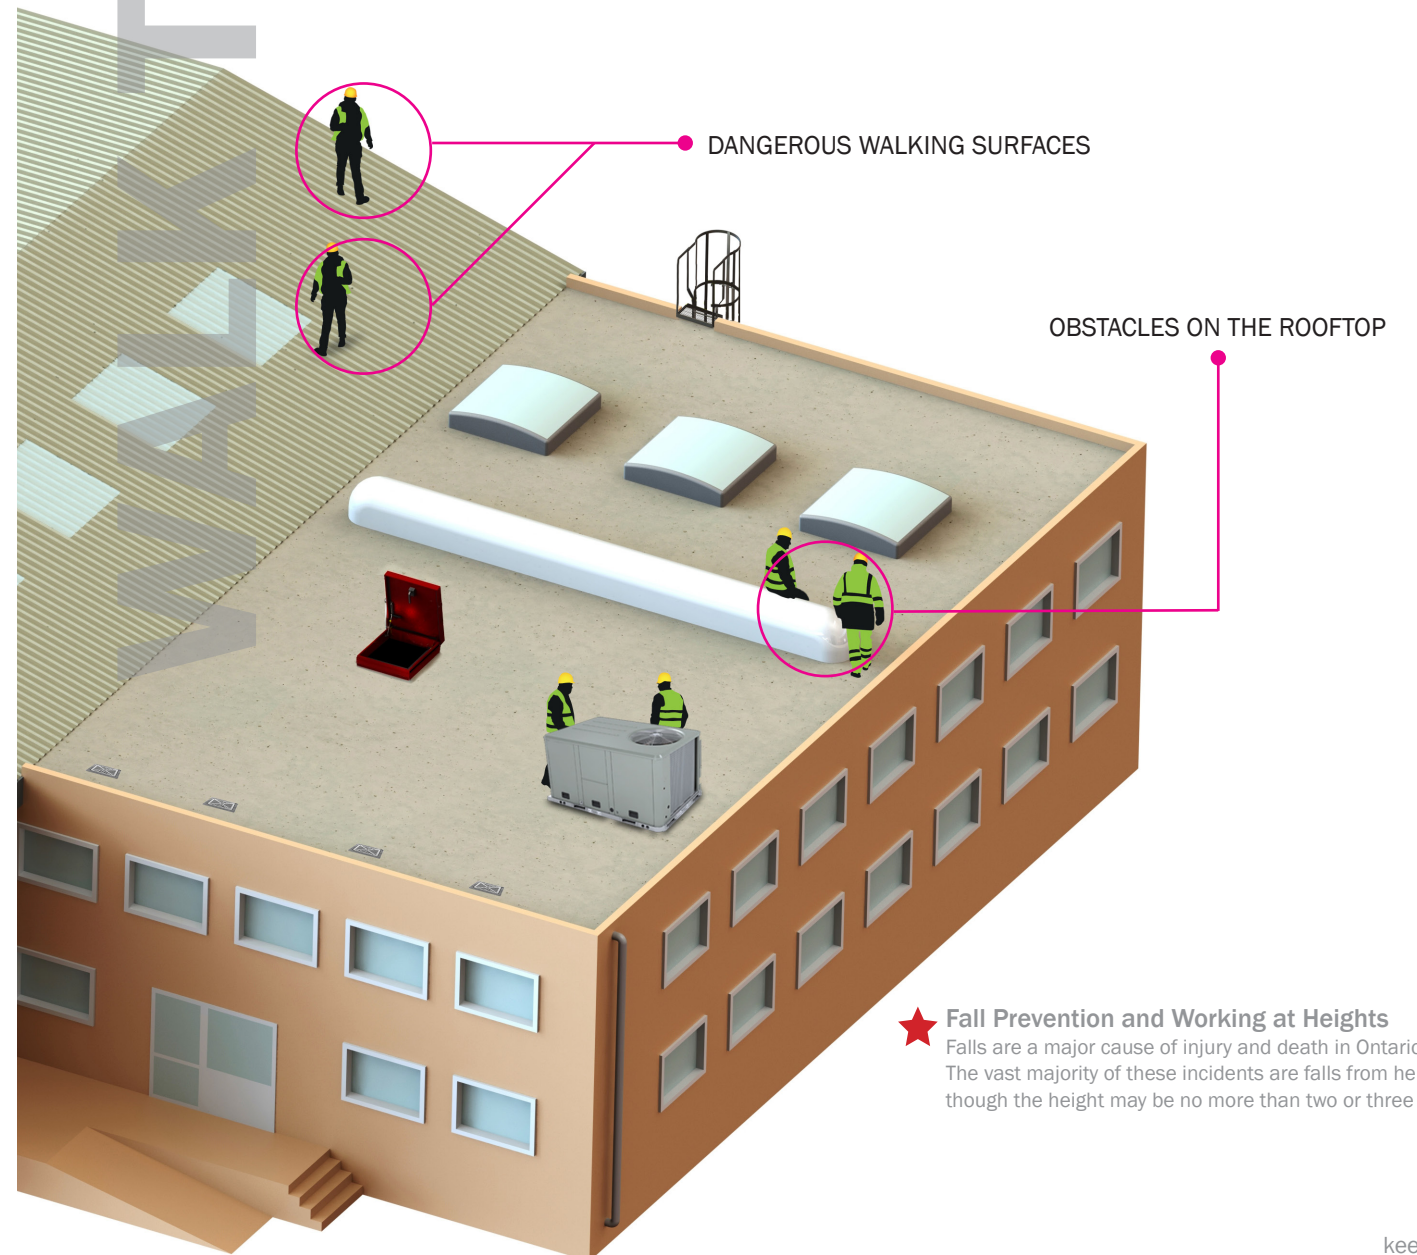 WALK T
DANGEROUS WALKING SURFACES
OBSTACLES ON THE ROOFTOP
Fall Prevention and Working at Heights
Falls are a major cause of injury and death in Ontario
The vast majority of these incidents are falls from he
though the height may be no more than two or three
kee